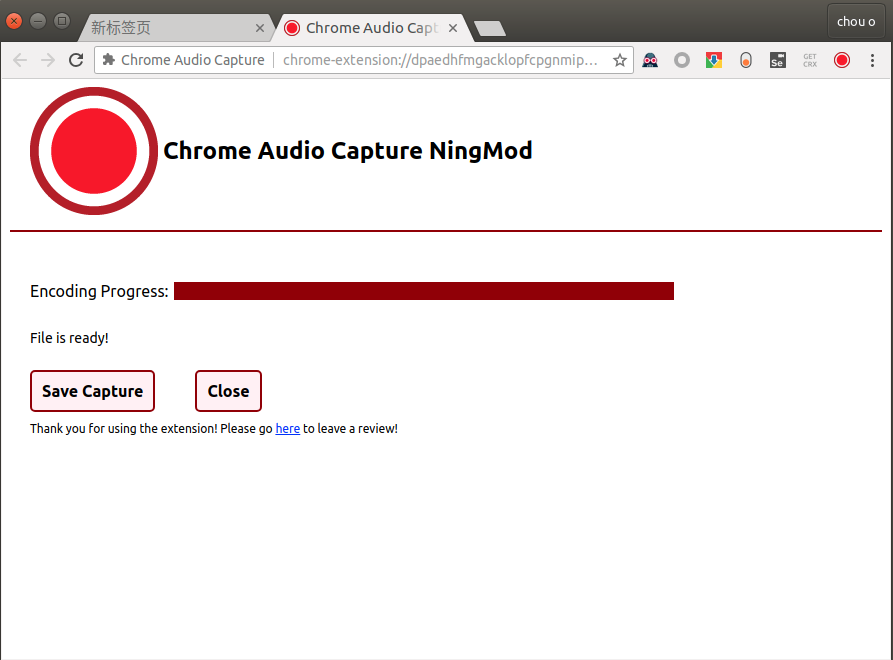 新标签页
Chrome Audio Capt
chou o
Chrome Audio Capture
chrome-extension://dpaedhfmgacklopfcpgnmip...
Se
GET
CRX
Chrome Audio Capture NingMod
Encoding Progress:
File is ready!
Save Capture
Close
Thank you for using the extension! Please go here to leave a review!